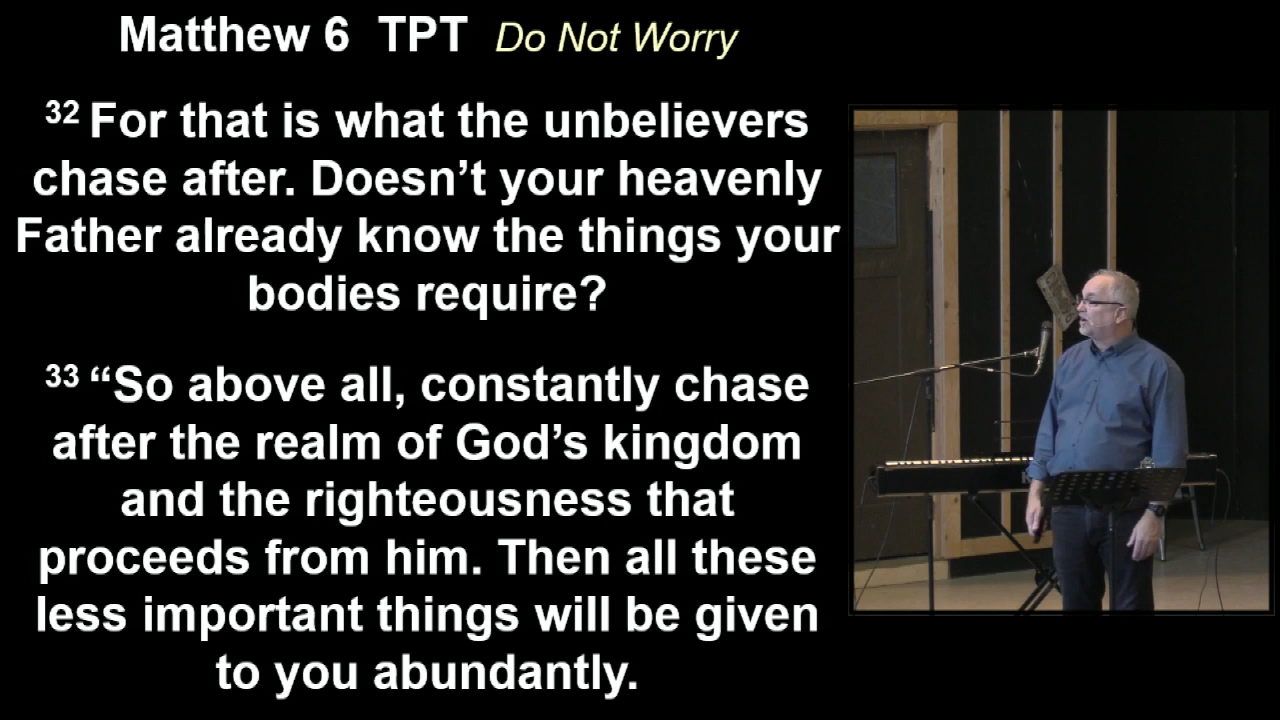 Matthew 6 TPT Do Not Worry
32 For that is what the unbelievers
chase after. Doesn’t your heavenly
Father already know the things your
bodies require?
33 “So above all, constantly chase
after the realm of God’s kingdom
and the righteousness that
proceeds from him. Then all these
less important things will be given
to you abundantly.